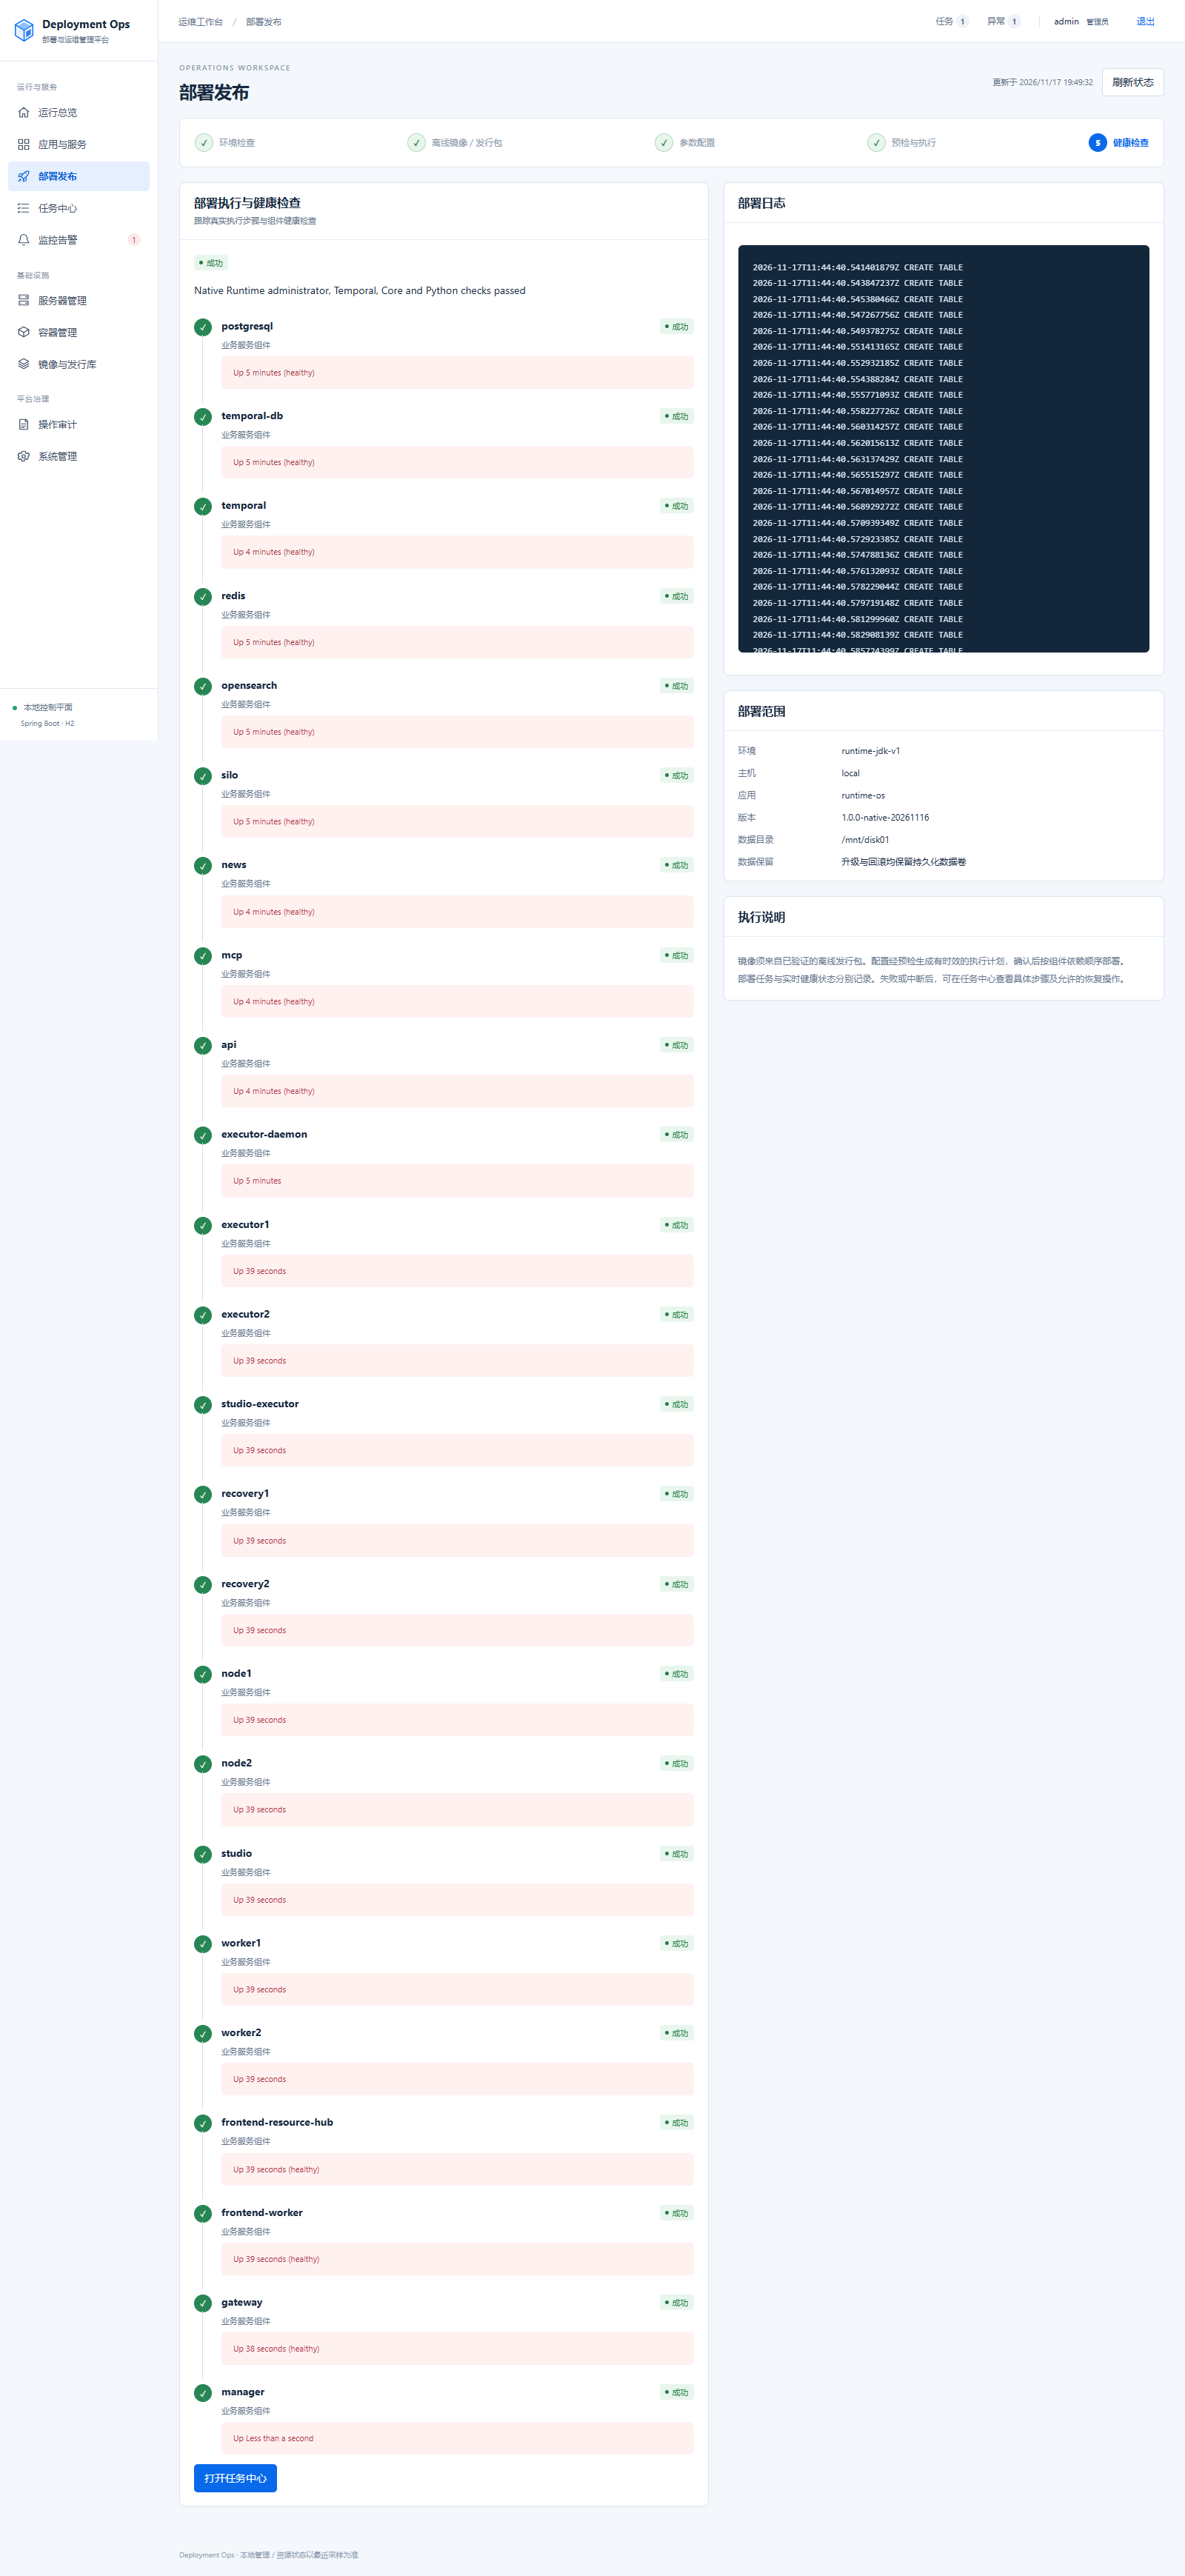 Deployment Ops
部署与运维管理平台
运行与服务
运行总览
应用与服务
部署发布
任务中心
监控告警 1
基础设施
服务器管理
容器管理
镜像与发行库
平台治理
操作审计
系统管理
本地控制平面
Spring Boot · H2
运维工作台 / 部署发布
任务 1 异常 1 admin 管理员 退出
OPERATIONS WORKSPACE
部署发布
更新于 2026/11/17 19:49:32 刷新状态
✓ 环境检查
✓ 离线镜像 / 发行包
✓ 参数配置
✓ 预检与执行
5 健康检查
部署执行与健康检查
跟踪真实执行步骤与组件健康检查
成功
Native Runtime administrator, Temporal, Core and Python checks passed
postgresql 成功
业务服务组件
Up 5 minutes (healthy)
temporal-db 成功
业务服务组件
Up 5 minutes (healthy)
temporal 成功
业务服务组件
Up 4 minutes (healthy)
redis 成功
业务服务组件
Up 5 minutes (healthy)
opensearch 成功
业务服务组件
Up 5 minutes (healthy)
silo 成功
业务服务组件
Up 5 minutes (healthy)
news 成功
业务服务组件
Up 4 minutes (healthy)
mcp 成功
业务服务组件
Up 4 minutes (healthy)
api 成功
业务服务组件
Up 4 minutes (healthy)
executor-daemon 成功
业务服务组件
Up 5 minutes
executor1 成功
业务服务组件
Up 39 seconds
executor2 成功
业务服务组件
Up 39 seconds
studio-executor 成功
业务服务组件
Up 39 seconds
recovery1 成功
业务服务组件
Up 39 seconds
recovery2 成功
业务服务组件
Up 39 seconds
node1 成功
业务服务组件
Up 39 seconds
node2 成功
业务服务组件
Up 39 seconds
studio 成功
业务服务组件
Up 39 seconds
worker1 成功
业务服务组件
Up 39 seconds
worker2 成功
业务服务组件
Up 39 seconds
frontend-resource-hub 成功
业务服务组件
Up 39 seconds (healthy)
frontend-worker 成功
业务服务组件
Up 39 seconds (healthy)
gateway 成功
业务服务组件
Up 38 seconds (healthy)
manager 成功
业务服务组件
Up Less than a second
打开任务中心
部署日志
2026-11-17T11:44:40.541401879Z CREATE TABLE
2026-11-17T11:44:40.543847237Z CREATE TABLE
2026-11-17T11:44:40.545380466Z CREATE TABLE
2026-11-17T11:44:40.547267756Z CREATE TABLE
2026-11-17T11:44:40.549378275Z CREATE TABLE
2026-11-17T11:44:40.551413165Z CREATE TABLE
2026-11-17T11:44:40.552932185Z CREATE TABLE
2026-11-17T11:44:40.554388284Z CREATE TABLE
2026-11-17T11:44:40.555771093Z CREATE TABLE
2026-11-17T11:44:40.558227726Z CREATE TABLE
2026-11-17T11:44:40.560314257Z CREATE TABLE
2026-11-17T11:44:40.562015613Z CREATE TABLE
2026-11-17T11:44:40.563137429Z CREATE TABLE
2026-11-17T11:44:40.565515297Z CREATE TABLE
2026-11-17T11:44:40.567014957Z CREATE TABLE
2026-11-17T11:44:40.568929272Z CREATE TABLE
2026-11-17T11:44:40.570939349Z CREATE TABLE
2026-11-17T11:44:40.572923385Z CREATE TABLE
2026-11-17T11:44:40.574788136Z CREATE TABLE
2026-11-17T11:44:40.576132093Z CREATE TABLE
2026-11-17T11:44:40.578229044Z CREATE TABLE
2026-11-17T11:44:40.579719148Z CREATE TABLE
2026-11-17T11:44:40.581299960Z CREATE TABLE
2026-11-17T11:44:40.582908139Z CREATE TABLE
2026-11-17T11:44:40.585724399Z CREATE TABLE
部署范围
环境 runtime-jdk-v1
主机 local
应用 runtime-os
版本 1.0.0-native-20261116
数据目录 /mnt/disk01
数据保留 升级与回滚均保留持久化数据卷
执行说明
镜像须来自已验证的离线发行包。配置经预检生成有时效的执行计划，确认后按组件依赖顺序部署。
部署任务与实时健康状态分别记录。失败或中断后，可在任务中心查看具体步骤及允许的恢复操作。
Deployment Ops · 本地管理 / 资源状态以最近采样为准